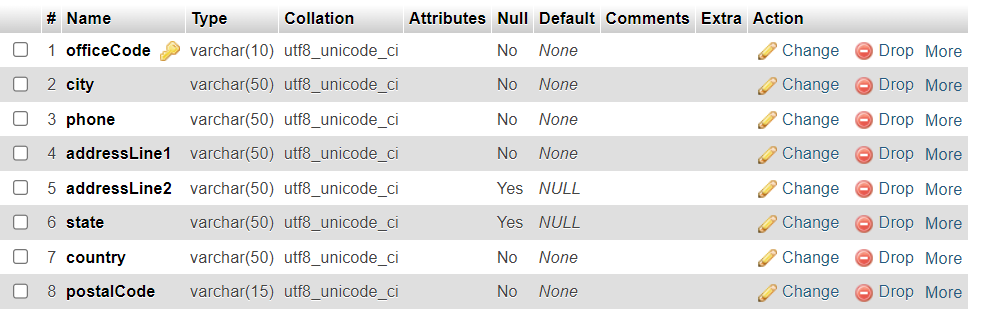 # Name Type Collation Attributes Null Default Comments Extra Action
1 officeCode varchar(10) utf8_unicode_ci No None Change Drop More
2 city varchar(50) utf8_unicode_ci No None Change Drop More
3 phone varchar(50) utf8_unicode_ci No None Change Drop More
4 addressLine1 varchar(50) utf8_unicode_ci No None Change Drop More
5 addressLine2 varchar(50) utf8_unicode_ci Yes NULL Change Drop More
6 state varchar(50) utf8_unicode_ci Yes NULL Change Drop More
7 country varchar(50) utf8_unicode_ci No None Change Drop More
8 postalCode varchar(15) utf8_unicode_ci No None Change Drop More